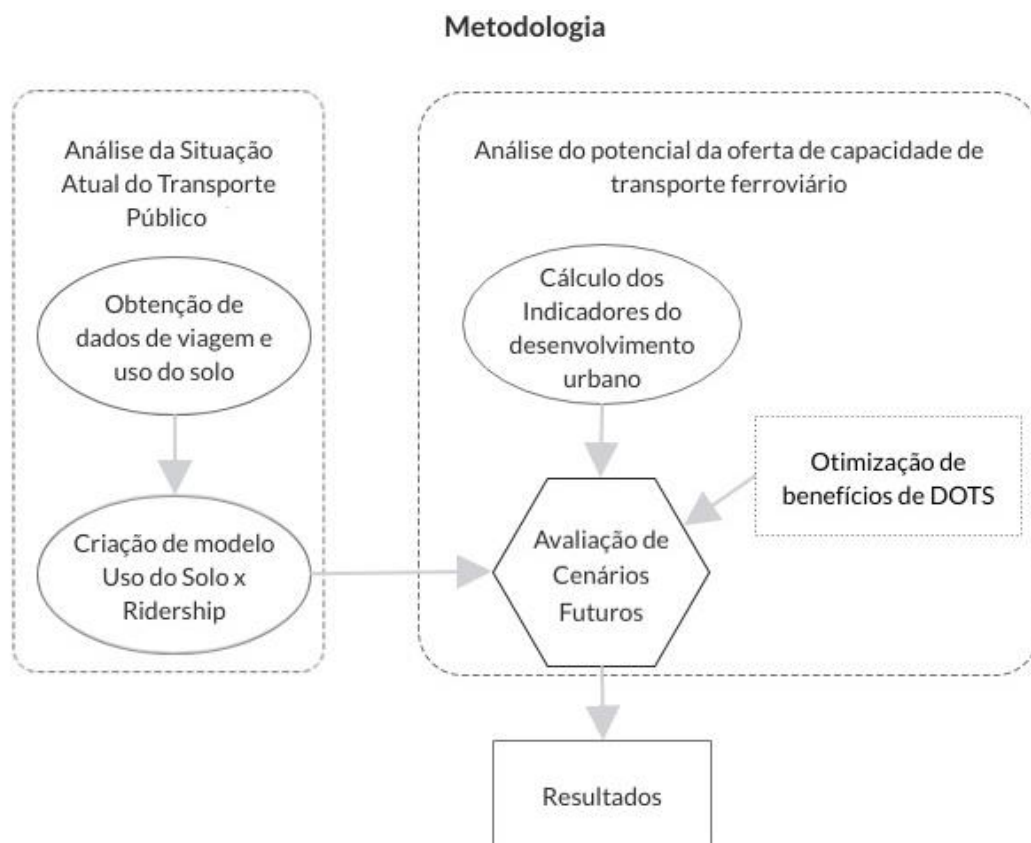 Metodologia
Análise da Situação
Atual do Transporte
Público
Obtenção de
dados de viagem e
uso do solo
Criação de modelo
Uso do Solo x
Ridership
Análise do potencial da oferta de capacidade de
transporte ferroviário
Cálculo dos
Indicadores do
desenvolvimento
urbano
Otimização de
benefícios de DOTS
Avaliação de
Cenários
Futuros
Resultados